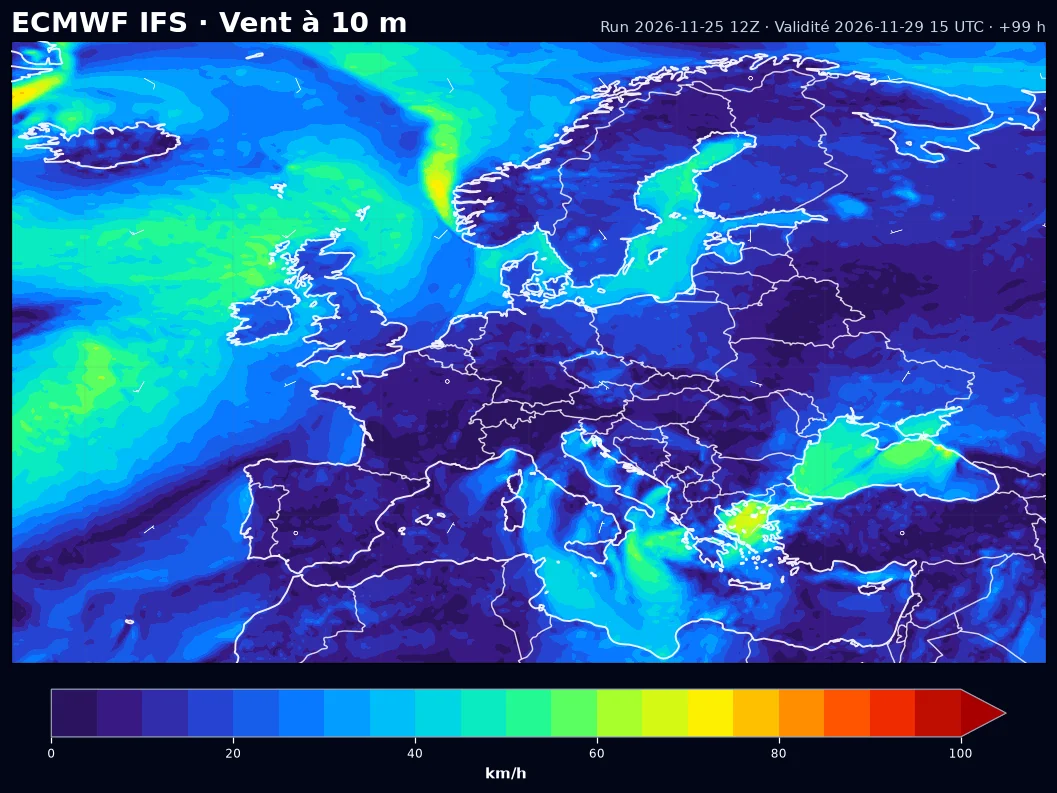 ECMWF IFS · Vent à 10 m
Run 2026-11-25 12Z · Validité 2026-11-29 15 UTC · +99 h
0 20 40 60 80 100
km/h